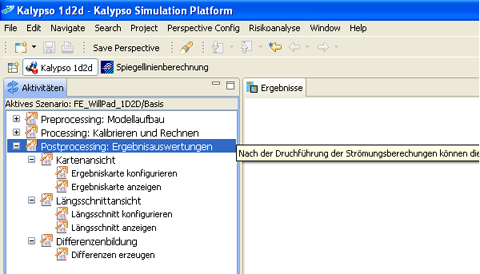 Kalypso 1d2d - Kalypso Simulation Platform
File Edit Navigate Search Project Perspective Config Risikoanalyse Window Help
Save Perspective
Kalypso 1d2d Spiegellinienberechnung
Aktivitäten
Ergebnisse
Aktives Szenario: FE_WillPad_1D2D/Basis
Preprocessing: Modellaufbau
Processing: Kalibrieren und Rechnen
Postprocessing: Ergebnisauswertungen
Nach der Druchführung der Strömungsberechungen können die
Kartenansicht
Ergebniskarte konfigurieren
Ergebniskarte anzeigen
Längsschnittansicht
Längsschnitt konfigurieren
Längsschnitt anzeigen
Differenzenbildung
Differenzen erzeugen